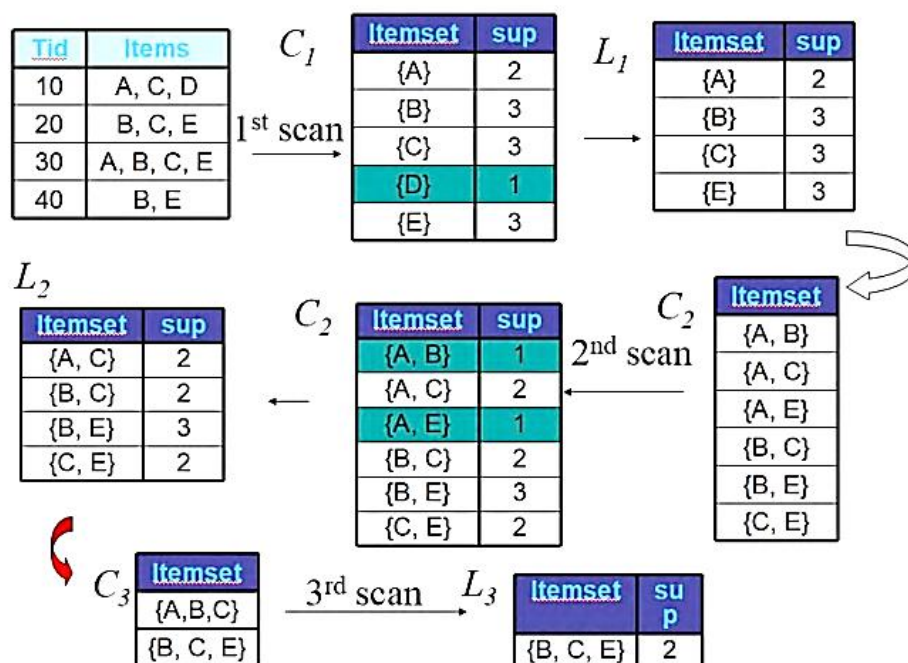 Tid Items
10 A, C, D
20 B, C, E
30 A, B, C, E
40 B, E
1st scan
C1
Itemset sup
{A} 2
{B} 3
{C} 3
{D} 1
{E} 3
L1
Itemset sup
{A} 2
{B} 3
{C} 3
{E} 3
L2
Itemset sup
{A, C} 2
{B, C} 2
{B, E} 3
{C, E} 2
C2
Itemset sup
{A, B} 1
{A, C} 2
{A, E} 1
{B, C} 2
{B, E} 3
{C, E} 2
2nd scan
C2
Itemset
{A, B}
{A, C}
{A, E}
{B, C}
{B, E}
{C, E}
C3
Itemset
{A,B,C}
{B, C, E}
3rd scan
L3
Itemset su
p
{B, C, E} 2